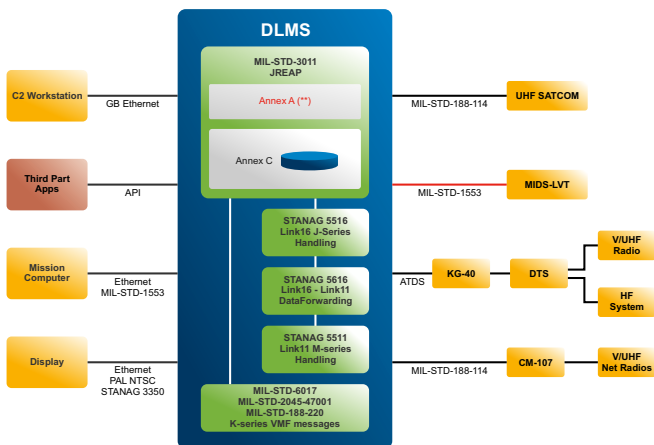 DLMS
MIL-STD-3011
JREAP
Annex A (**)
Annex C
C2 Workstation
GB Ethernet
Third Part
Apps
API
Mission
Computer
Ethernet
MIL-STD-1553
Display
Ethernet
PAL NTSC
STANAG 3350
STANAG 5516
Link16 J-Series
Handling
STANAG 5616
Link16 - Link11
DataForwarding
STANAG 5511
Link11 M-series
Handling
MIL-STD-6017
MIL-STD-2045-47001
MIL-STD-188-220
K-series VMF messages
MIL-STD-188-114
UHF SATCOM
MIL-STD-1553
MIDS-LVT
ATDS
KG-40
DTS
V/UHF
Radio
HF
System
MIL-STD-188-114
CM-107
V/UHF
Net Radios